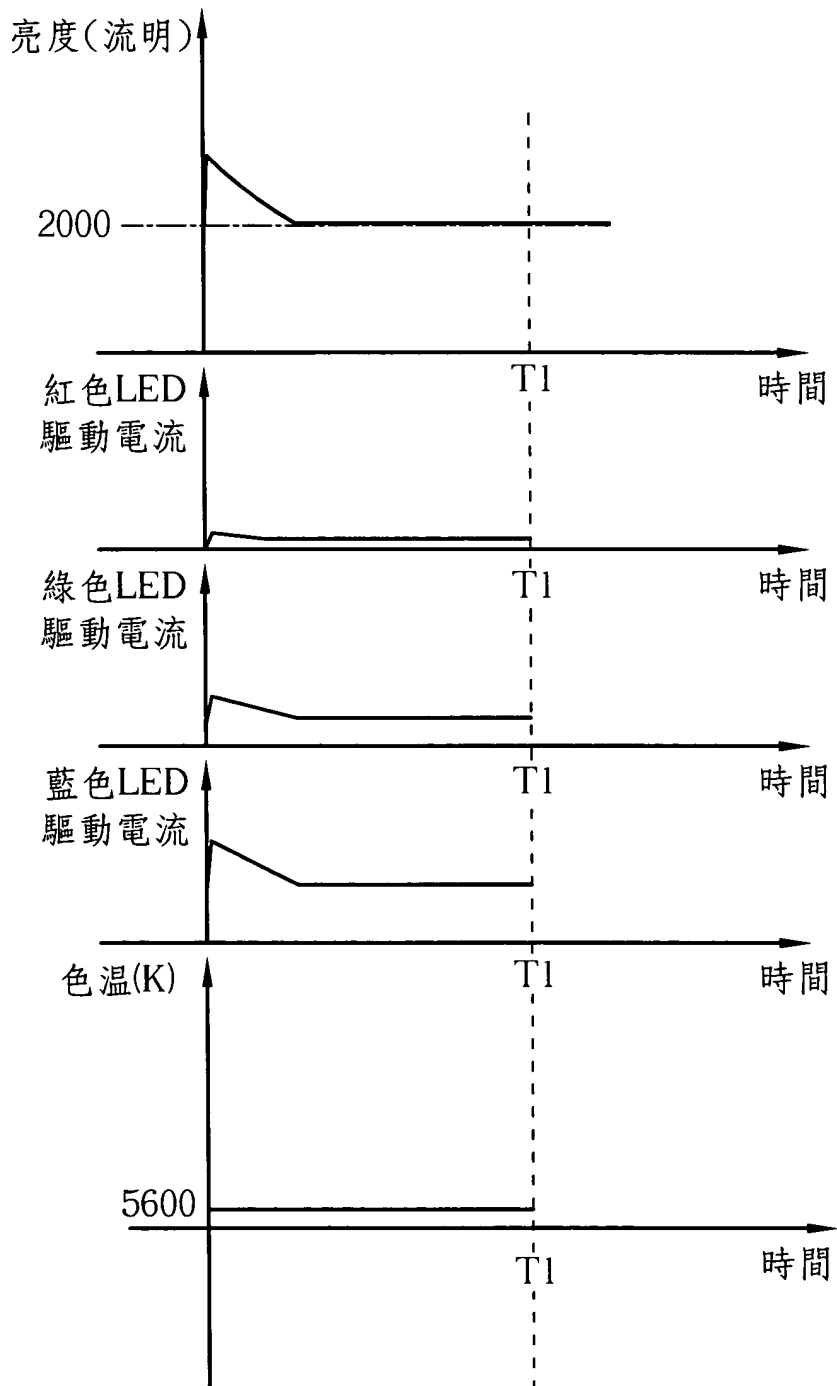 亮度(流明)
2000
T1
時間
紅色LED
驅動電流
T1
時間
綠色LED
驅動電流
T1
時間
藍色LED
驅動電流
T1
時間
色温(K)
5600
T1
時間